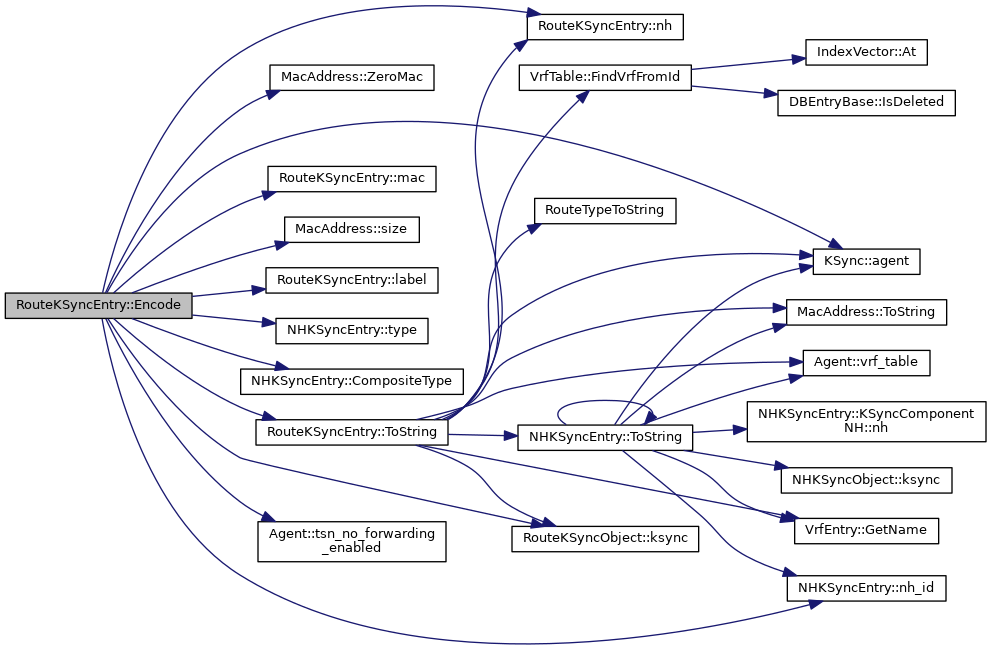 RouteKSyncEntry::nh
IndexVector::At
MacAddress::ZeroMac
VrfTable::FindVrfFromId
DBEntryBase::IsDeleted
RouteKSyncEntry::mac
RouteTypeToString
MacAddress::size
KSync::agent
RouteKSyncEntry::label
RouteKSyncEntry::Encode
MacAddress::ToString
NHKSyncEntry::type
Agent::vrf_table
NHKSyncEntry::CompositeType
NHKSyncEntry::KSyncComponent
NH::nh
RouteKSyncEntry::ToString
NHKSyncEntry::ToString
NHKSyncObject::ksync
VrfEntry::GetName
Agent::tsn_no_forwarding
_enabled
RouteKSyncObject::ksync
NHKSyncEntry::nh_id